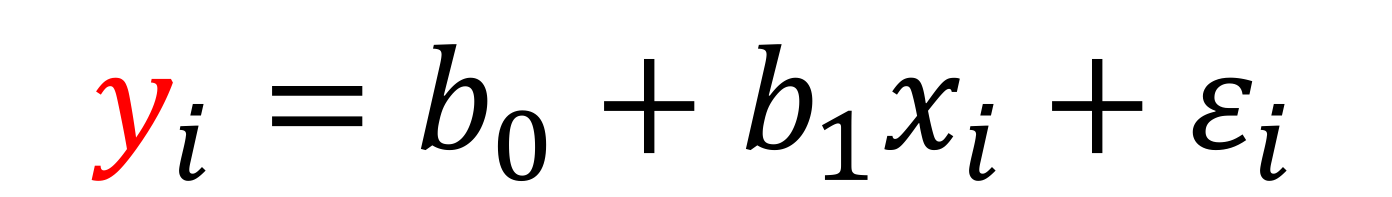 yᵢ = b₀ + b₁xᵢ + εᵢ